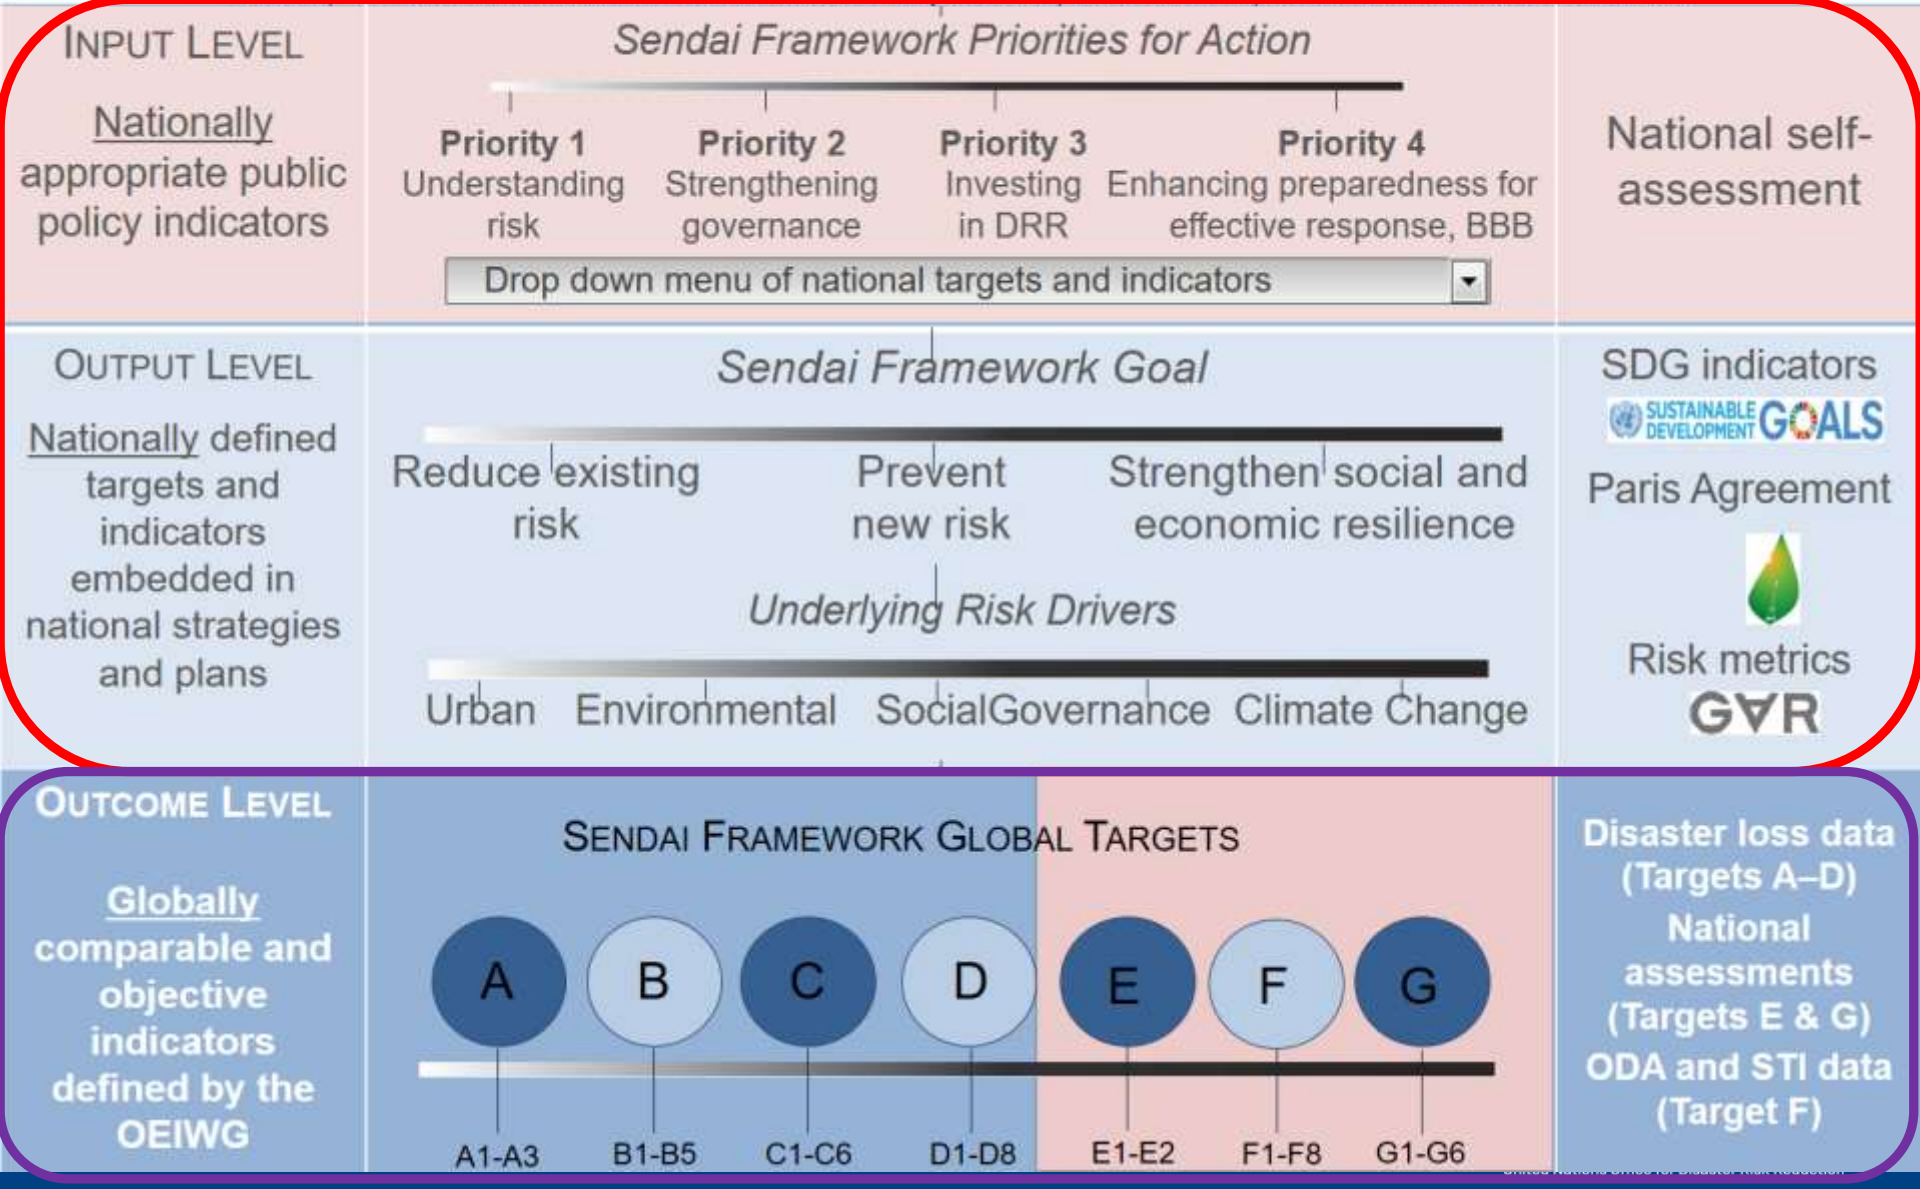 INPUT LEVEL
Nationally
appropriate public
policy indicators
Sendai Framework Priorities for Action
Priority 1
Understanding
risk
Priority 2
Strengthening
governance
Priority 3
Investing
in DRR
Priority 4
Enhancing preparedness for
effective response, BBB
Drop down menu of national targets and indicators
National self-
assessment
OUTPUT LEVEL
Nationally defined
targets and
indicators
embedded in
national strategies
and plans
Sendai Framework Goal
Reduce existing
risk
Prevent
new risk
Strengthen social and
economic resilience
Underlying Risk Drivers
Urban
Environmental
Social
Governance
Climate Change
SDG indicators
SUSTAINABLE
DEVELOPMENT
GOALS
Paris Agreement
Risk metrics
G∀R
OUTCOME LEVEL
Globally
comparable and
objective
indicators
defined by the
OEIWG
SENDAI FRAMEWORK GLOBAL TARGETS
A B C D E F G
A1-A3 B1-B5 C1-C6 D1-D8 E1-E2 F1-F8 G1-G6
Disaster loss data
(Targets A–D)
National
assessments
(Targets E & G)
ODA and STI data
(Target F)